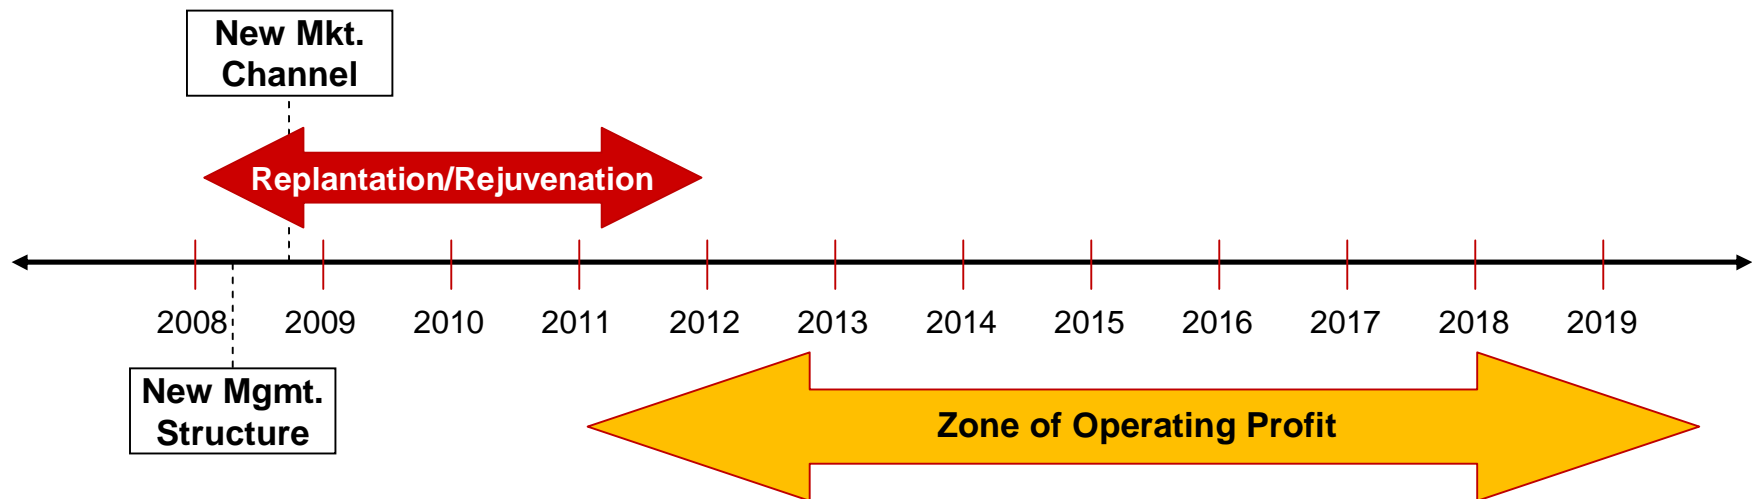 New Mkt.
Channel
Replantation/Rejuvenation
2008 2009 2010 2011 2012 2013 2014 2015 2016 2017 2018 2019
New Mgmt.
Structure
Zone of Operating Profit